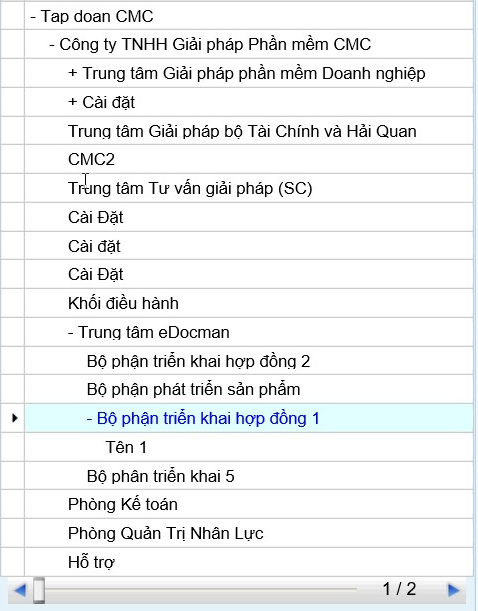 - Tap doan CMC
- Công ty TNHH Giải pháp Phần mềm CMC
+ Trung tâm Giải pháp phần mềm Doanh nghiệp
+ Cài đặt
Trung tâm Giải pháp bộ Tài Chính và Hải Quan
CMC2
Trung tâm Tư vấn giải pháp (SC)
Cài Đặt
Cài đặt
Cài Đặt
Khối điều hành
- Trung tâm eDocman
Bộ phận triển khai hợp đồng 2
Bộ phận phát triển sản phẩm
- Bộ phận triển khai hợp đồng 1
Tên 1
Bộ phân triển khai 5
Phòng Kế toán
Phòng Quản Trị Nhân Lực
Hỗ trợ
1 / 2